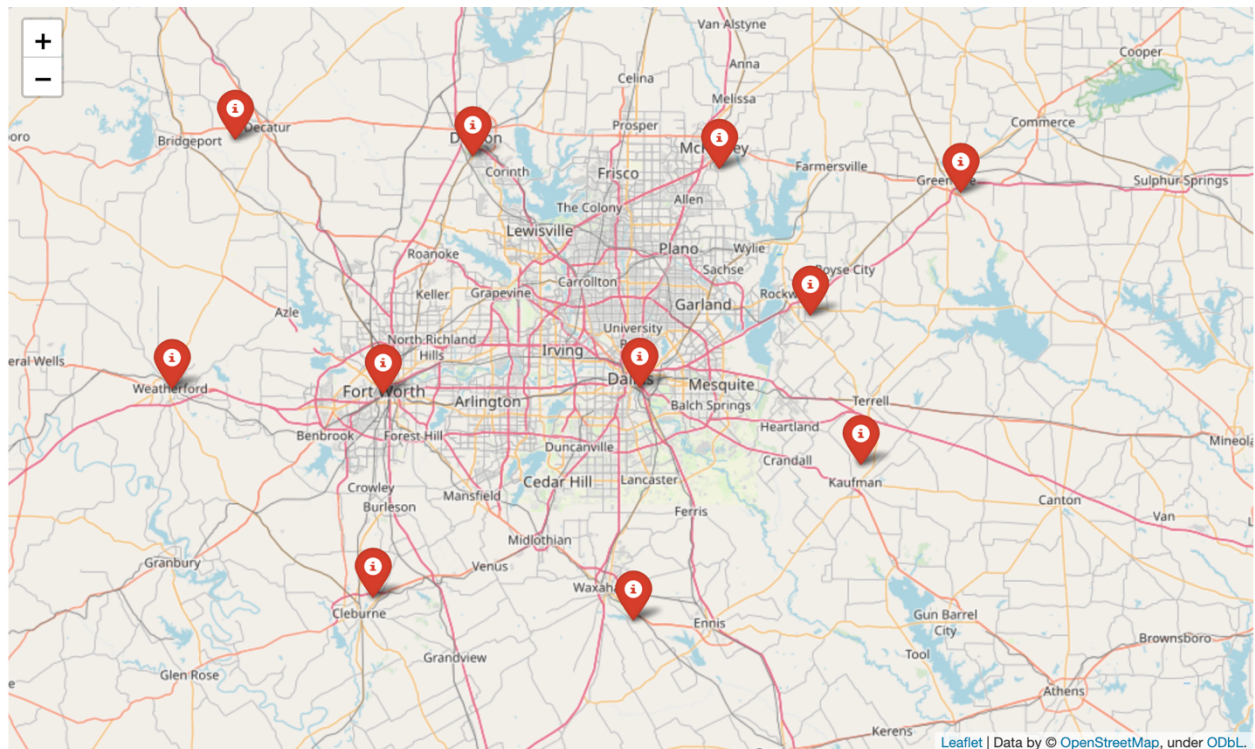 +
−
Van Alstyne
Cooper
Anna
Celina
Melissa
Commerce
Decatur
Bridgeport
Prosper
Farmersville
Corinth
Frisco
Sulphur Springs
The Colony
Allen
Lewisville
Plano
Wylie
Roanoke
Sachse
Royse City
Carrollton
Keller
Grapevine
Garland
Azle
University
North Richland
Hills
Irving
eral Wells
Weatherford
Fort Worth
Mesquite
Arlington
Balch Springs
Terrell
Heartland
Benbrook
Forest Hill
Mineola
Duncanville
Crandall
Cedar Hill
Lancaster
Kaufman
Crowley
Mansfield
Canton
Burleson
Ferris
Van
Midlothian
Granbury
Venus
Cleburne
Ennis
Gun Barrel
City
Brownsboro
Grandview
Tool
Glen Rose
Athens
Kerens
Leaflet | Data by © OpenStreetMap, under ODbL.